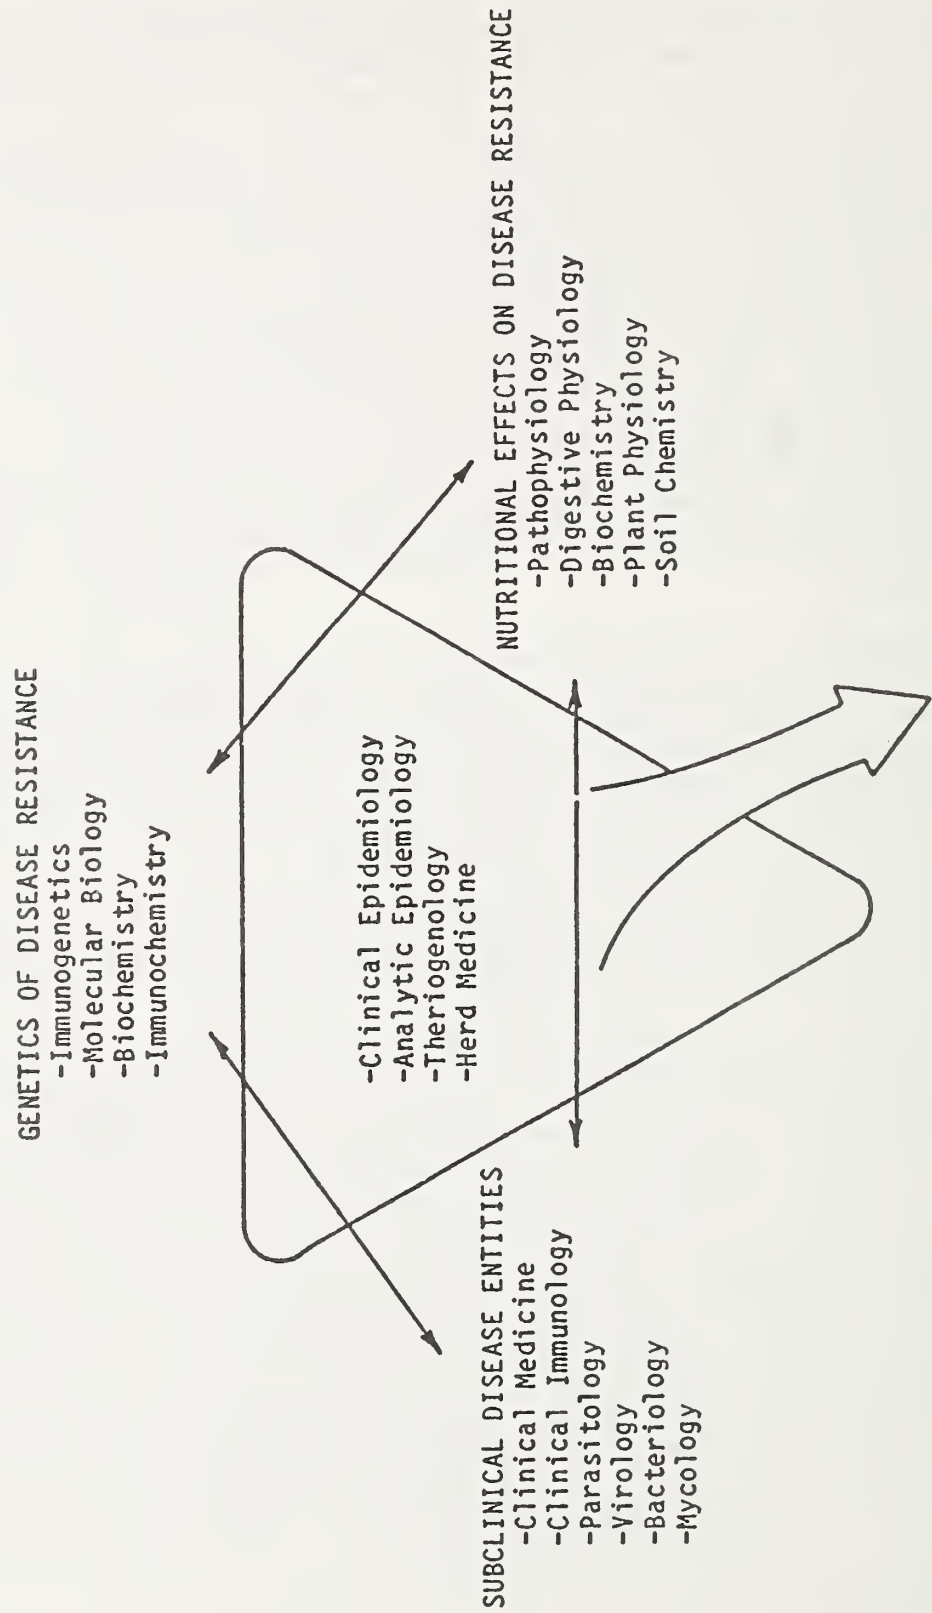 GENETICS OF DISEASE RESISTANCE
-Immunogenetics
-Molecular Biology
-Biochemistry
-Immunochemistry
-Clinical Epidemiology
-Analytic Epidemiology
-Theriogenology
-Herd Medicine
SUBCLINICAL DISEASE ENTITIES
-Clinical Medicine
-Clinical Immunology
-Parasitology
-Virology
-Bacteriology
-Mycology
NUTRITIONAL EFFECTS ON DISEASE RESISTANCE
-Pathophysiology
-Digestive Physiology
-Biochemistry
-Plant Physiology
-Soil Chemistry